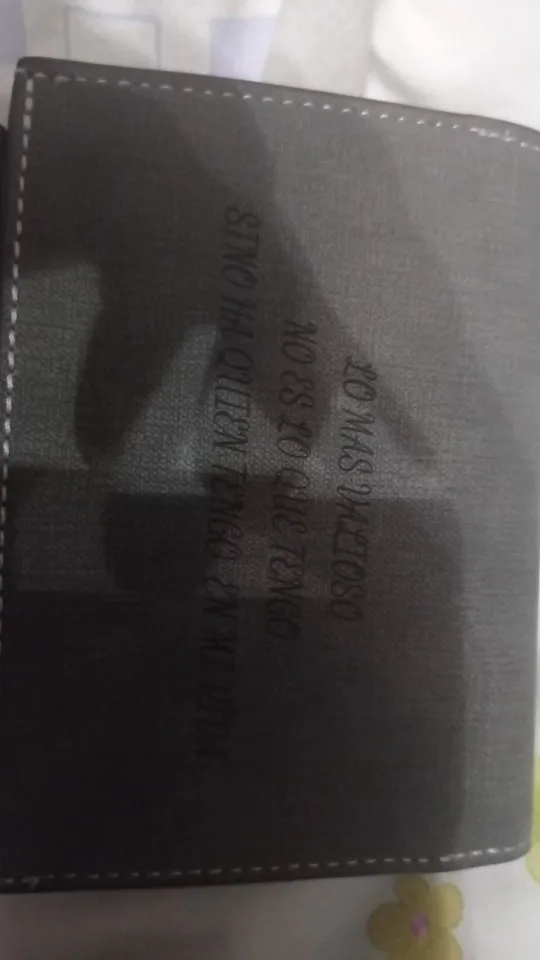 LO MAS VALIOSO
NO ES LO QUE TENGO.
SINO A QUIEN TENGO EN MI VIDA